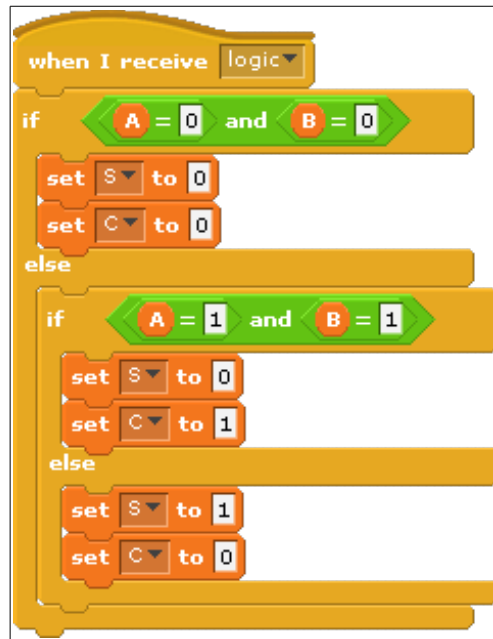 when I receive logic
if A = 0 and B = 0
set S to 0
set C to 0
else
if A = 1 and B = 1
set S to 0
set C to 1
else
set S to 1
set C to 0